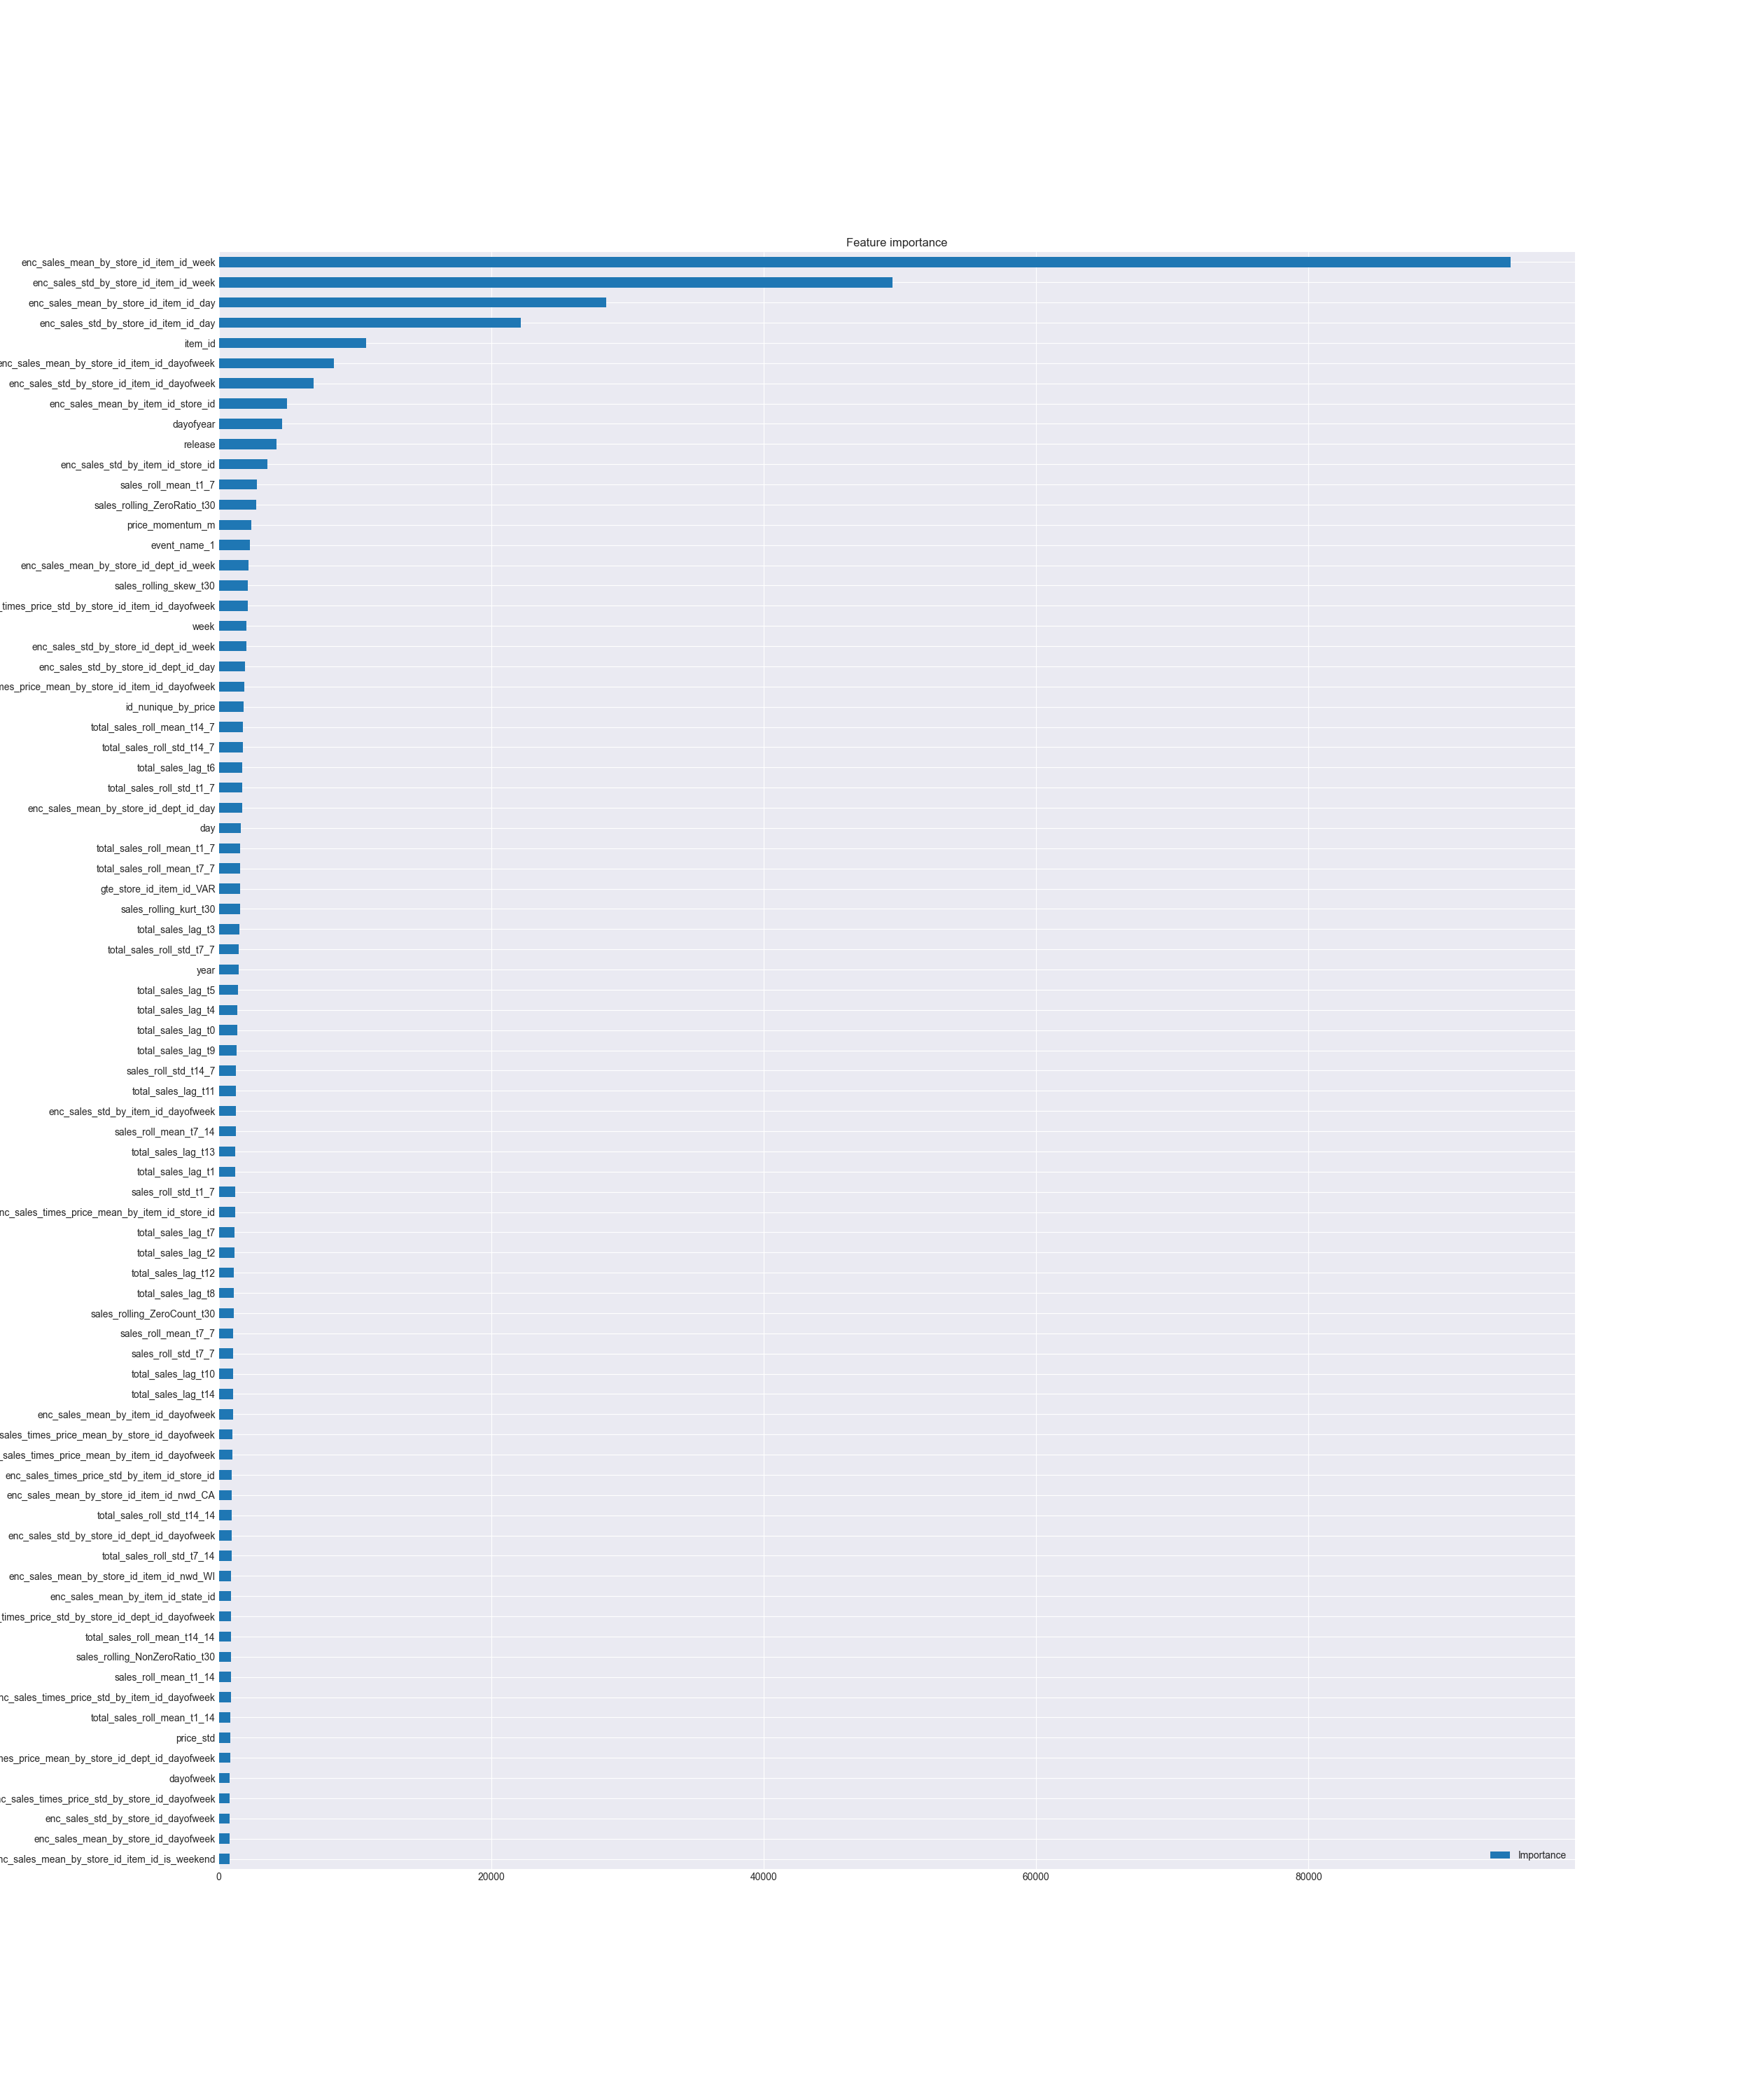 Feature importance
enc_sales_mean_by_store_id_item_id_week
enc_sales_std_by_store_id_item_id_week
enc_sales_mean_by_store_id_item_id_day
enc_sales_std_by_store_id_item_id_day
item_id
enc_sales_mean_by_store_id_item_id_dayofweek
enc_sales_std_by_store_id_item_id_dayofweek
enc_sales_mean_by_item_id_store_id
dayofyear
release
enc_sales_std_by_item_id_store_id
sales_roll_mean_t1_7
sales_rolling_ZeroRatio_t30
price_momentum_m
event_name_1
enc_sales_mean_by_store_id_dept_id_week
sales_rolling_skew_t30
_times_price_std_by_store_id_item_id_dayofweek
week
enc_sales_std_by_store_id_dept_id_week
enc_sales_std_by_store_id_dept_id_day
mes_price_mean_by_store_id_item_id_dayofweek
id_nunique_by_price
total_sales_roll_mean_t14_7
total_sales_roll_std_t14_7
total_sales_lag_t6
total_sales_roll_std_t1_7
enc_sales_mean_by_store_id_dept_id_day
day
total_sales_roll_mean_t1_7
total_sales_roll_mean_t7_7
gte_store_id_item_id_VAR
sales_rolling_kurt_t30
total_sales_lag_t3
total_sales_roll_std_t7_7
year
total_sales_lag_t5
total_sales_lag_t4
total_sales_lag_t0
total_sales_lag_t9
sales_roll_std_t14_7
total_sales_lag_t11
enc_sales_std_by_item_id_dayofweek
sales_roll_mean_t7_14
total_sales_lag_t13
total_sales_lag_t1
sales_roll_std_t1_7
nc_sales_times_price_mean_by_item_id_store_id
total_sales_lag_t7
total_sales_lag_t2
total_sales_lag_t12
total_sales_lag_t8
sales_rolling_ZeroCount_t30
sales_roll_mean_t7_7
sales_roll_std_t7_7
total_sales_lag_t10
total_sales_lag_t14
enc_sales_mean_by_item_id_dayofweek
sales_times_price_mean_by_store_id_dayofweek
_sales_times_price_mean_by_item_id_dayofweek
enc_sales_times_price_std_by_item_id_store_id
enc_sales_mean_by_store_id_item_id_nwd_CA
total_sales_roll_std_t14_14
enc_sales_std_by_store_id_dept_id_dayofweek
total_sales_roll_std_t7_14
enc_sales_mean_by_store_id_item_id_nwd_WI
enc_sales_mean_by_item_id_state_id
_times_price_std_by_store_id_dept_id_dayofweek
total_sales_roll_mean_t14_14
sales_rolling_NonZeroRatio_t30
sales_roll_mean_t1_14
nc_sales_times_price_std_by_item_id_dayofweek
total_sales_roll_mean_t1_14
price_std
mes_price_mean_by_store_id_dept_id_dayofweek
dayofweek
c_sales_times_price_std_by_store_id_dayofweek
enc_sales_std_by_store_id_dayofweek
enc_sales_mean_by_store_id_dayofweek
nc_sales_mean_by_store_id_item_id_is_weekend
Importance
0 20000 40000 60000 80000